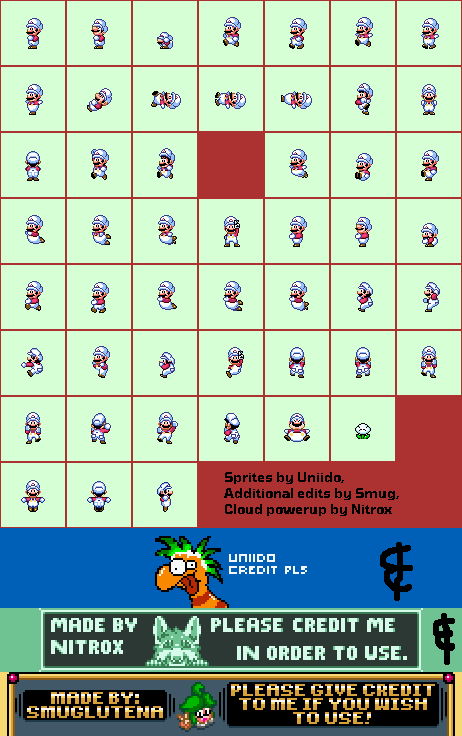 Sprites by Uniido,
Additional edits by Smug,
Cloud powerup by Nitrox
UNIIDO
CREDIT PLS
MADE BY
NITROX
PLEASE CREDIT ME
IN ORDER TO USE.
MADE BY:
SMUGLUTENA
PLEASE GIVE CREDIT
TO ME IF YOU WISH
TO USE!